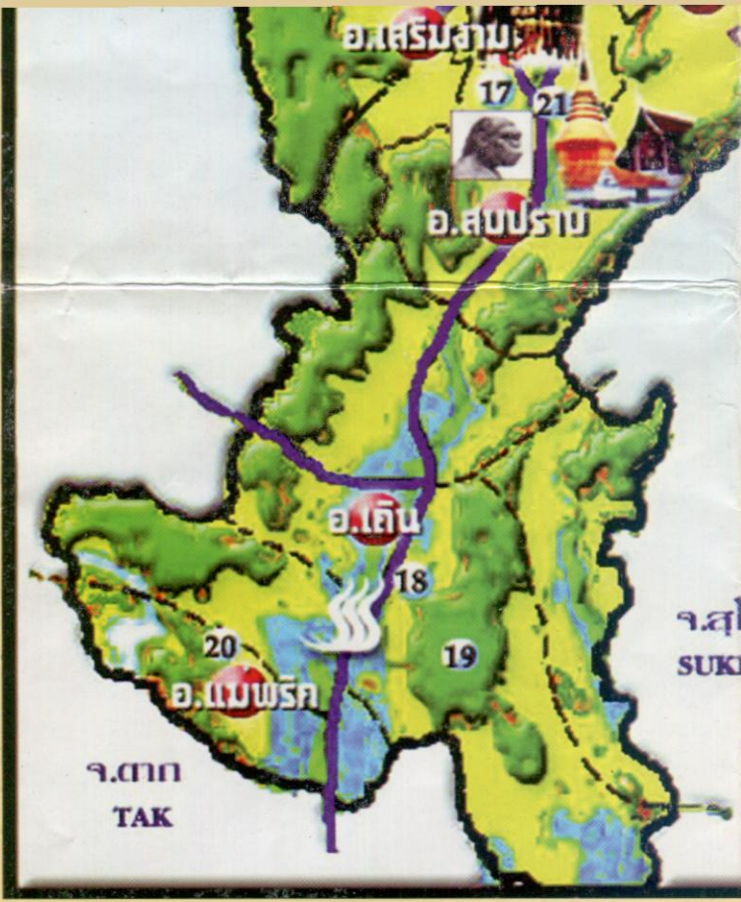 อ.เสริมงาม
17
21
อ.สบปราบ
อ.เถิน
18
20
19
อ.แม่พริก
จ.สุโ
SUK
จ.ตาก
TAK